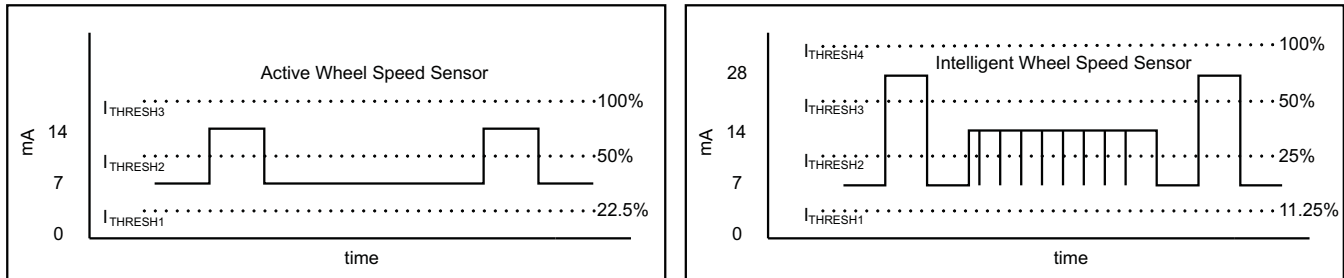 Active Wheel Speed Sensor
I_THRESH3
100%
14
mA
I_THRESH2
50%
7
I_THRESH1
22.5%
0
time
I_THRESH4
100%
Intelligent Wheel Speed Sensor
28
I_THRESH3
50%
14
mA
I_THRESH2
25%
7
I_THRESH1
11.25%
0
time